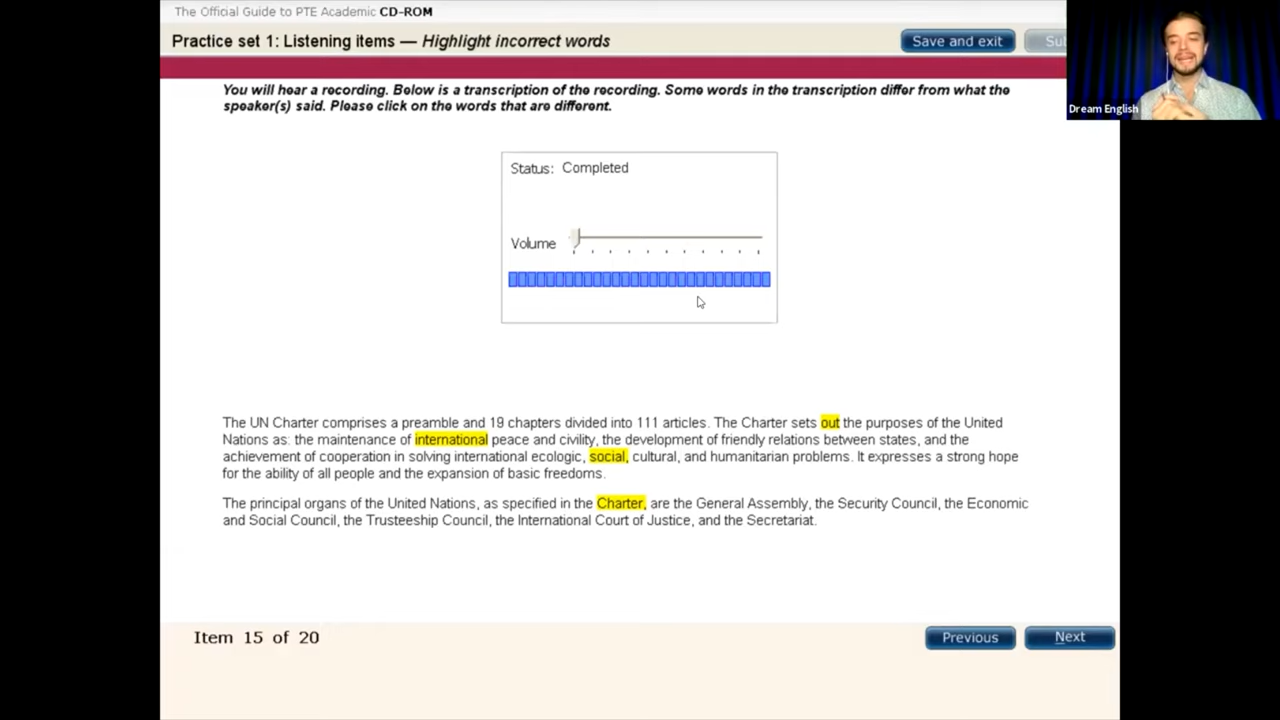 The Official Guide to PTE Academic CD-ROM
Practice set 1: Listening items — Highlight incorrect words
Save and exit
Su
Dream English
You will hear a recording. Below is a transcription of the recording. Some words in the transcription differ from what the
speaker(s) said. Please click on the words that are different.
Status: Completed
Volume
The UN Charter comprises a preamble and 19 chapters divided into 111 articles. The Charter sets out the purposes of the United
Nations as: the maintenance of international peace and civility, the development of friendly relations between states, and the
achievement of cooperation in solving international ecologic, social, cultural, and humanitarian problems. It expresses a strong hope
for the ability of all people and the expansion of basic freedoms.
The principal organs of the United Nations, as specified in the Charter, are the General Assembly, the Security Council, the Economic
and Social Council, the Trusteeship Council, the International Court of Justice, and the Secretariat.
Item 15 of 20
Previous
Next